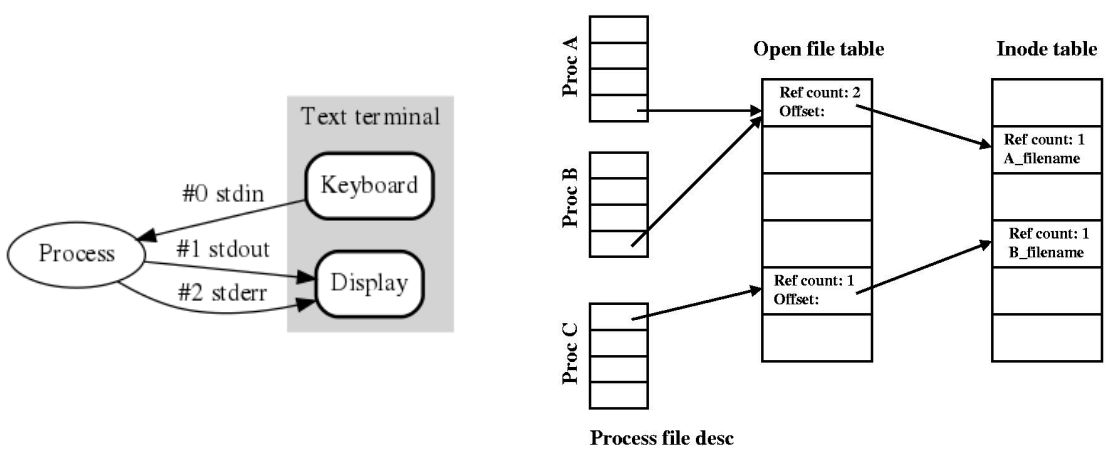 Text terminal
Keyboard
#0 stdin
Process
#1 stdout
Display
#2 stderr
Proc A
Proc B
Proc C
Process file desc
Open file table
Ref count: 2
Offset:
Ref count: 1
Offset:
Inode table
Ref count: 1
A_filename
Ref count: 1
B_filename